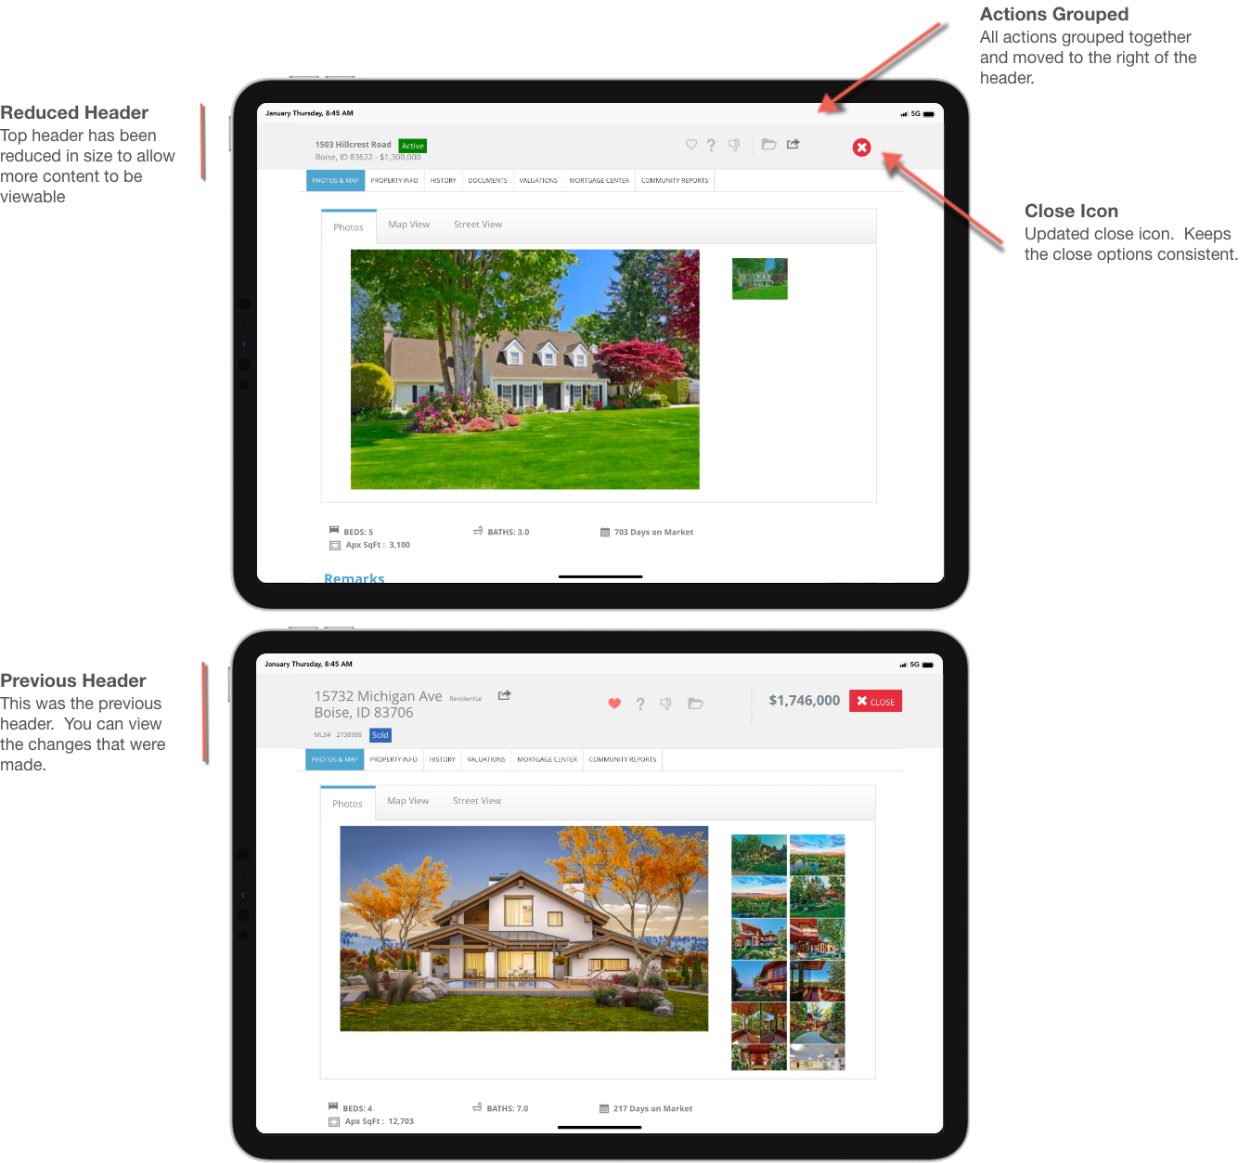 Actions Grouped
All actions grouped together
and moved to the right of the
header.
Reduced Header
Top header has been
reduced in size to allow
more content to be
viewable
January Thursday, 8:45 AM
5G
1503 Hillcrest Road Active
Boise, ID 83622 - $1,300,000
PHOTOS & MAP PROPERTY INFO HISTORY DOCUMENTS VALUATIONS MORTGAGE CENTER COMMUNITY REPORTS
Photos Map View Street View
Close Icon
Updated close icon. Keeps
the close options consistent.
BEDS: 5 BATHS: 3.0 703 Days on Market
Apx SqFt : 3,100
Remarks
Previous Header
This was the previous
header. You can view
the changes that were
made.
January Thursday, 8:45 AM
5G
15732 Michigan Ave Residential
Boise, ID 83706
$1,746,000 CLOSE
MLS# 2738988 Sold
PHOTOS & MAP PROPERTY INFO HISTORY VALUATIONS MORTGAGE CENTER COMMUNITY REPORTS
Photos Map View Street View
BEDS: 4 BATHS: 7.0 217 Days on Market
Apx SqFt : 12,703